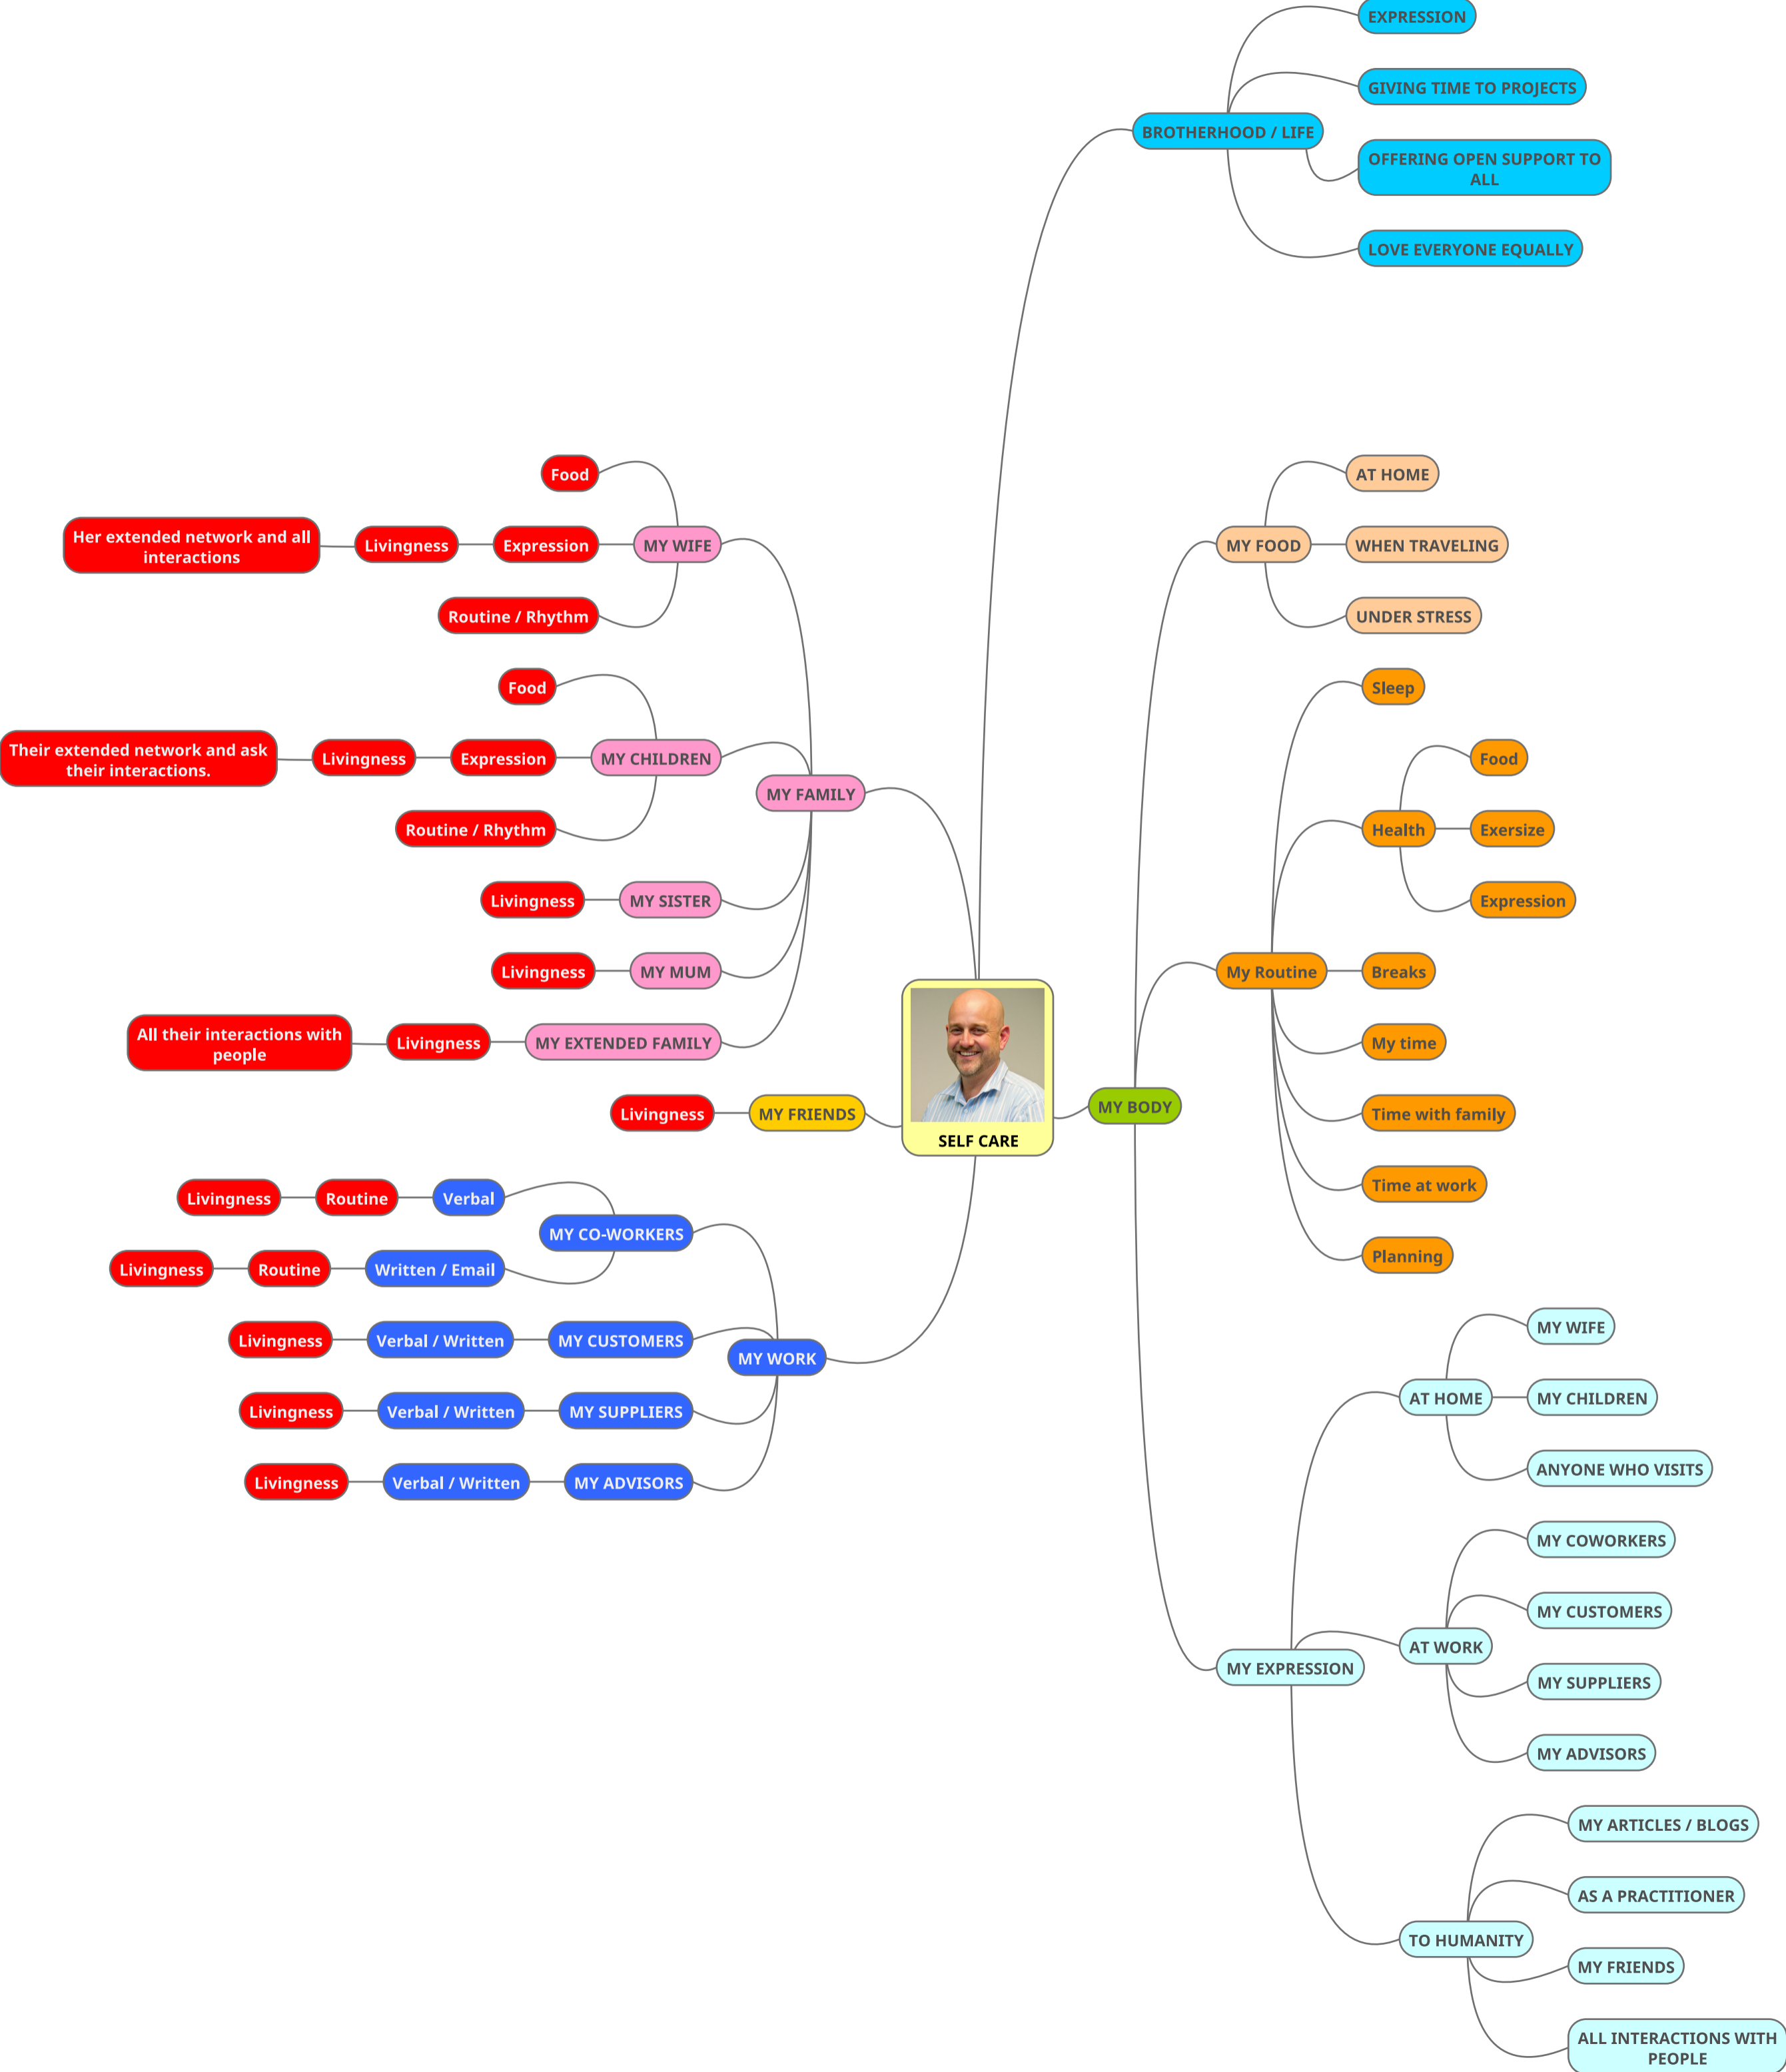 EXPRESSION
GIVING TIME TO PROJECTS
BROTHERHOOD / LIFE
OFFERING OPEN SUPPORT TO
ALL
LOVE EVERYONE EQUALLY
Food
Her extended network and all
interactions
Livingness
Expression
MY WIFE
Routine / Rhythm
Food
Their extended network and ask
their interactions.
Livingness
Expression
MY CHILDREN
MY FAMILY
Routine / Rhythm
Livingness
MY SISTER
Livingness
MY MUM
All their interactions with
people
Livingness
MY EXTENDED FAMILY
Livingness
MY FRIENDS
SELF CARE
Livingness
Routine
Verbal
MY CO-WORKERS
Livingness
Routine
Written / Email
Livingness
Verbal / Written
MY CUSTOMERS
MY WORK
Livingness
Verbal / Written
MY SUPPLIERS
Livingness
Verbal / Written
MY ADVISORS
MY BODY
AT HOME
MY FOOD
WHEN TRAVELING
UNDER STRESS
Sleep
Food
Health
Exersize
Expression
My Routine
Breaks
My time
Time with family
Time at work
Planning
MY WIFE
AT HOME
MY CHILDREN
ANYONE WHO VISITS
MY COWORKERS
MY CUSTOMERS
AT WORK
MY EXPRESSION
MY SUPPLIERS
MY ADVISORS
MY ARTICLES / BLOGS
AS A PRACTITIONER
TO HUMANITY
MY FRIENDS
ALL INTERACTIONS WITH
PEOPLE